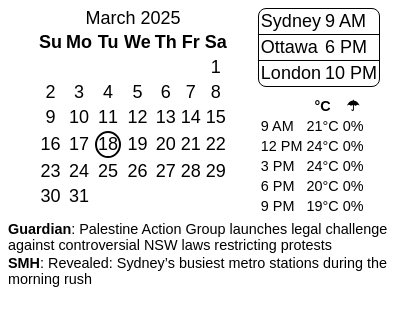 March 2025
Su Mo Tu We Th Fr Sa
1
2 3 4 5 6 7 8
9 10 11 12 13 14 15
16 17 18 19 20 21 22
23 24 25 26 27 28 29
30 31
Sydney 9 AM
Ottawa 6 PM
London 10 PM
°C ☂
9 AM 21°C 0%
12 PM 24°C 0%
3 PM 24°C 0%
6 PM 20°C 0%
9 PM 19°C 0%
Guardian: Palestine Action Group launches legal challenge
against controversial NSW laws restricting protests
SMH: Revealed: Sydney's busiest metro stations during the
morning rush